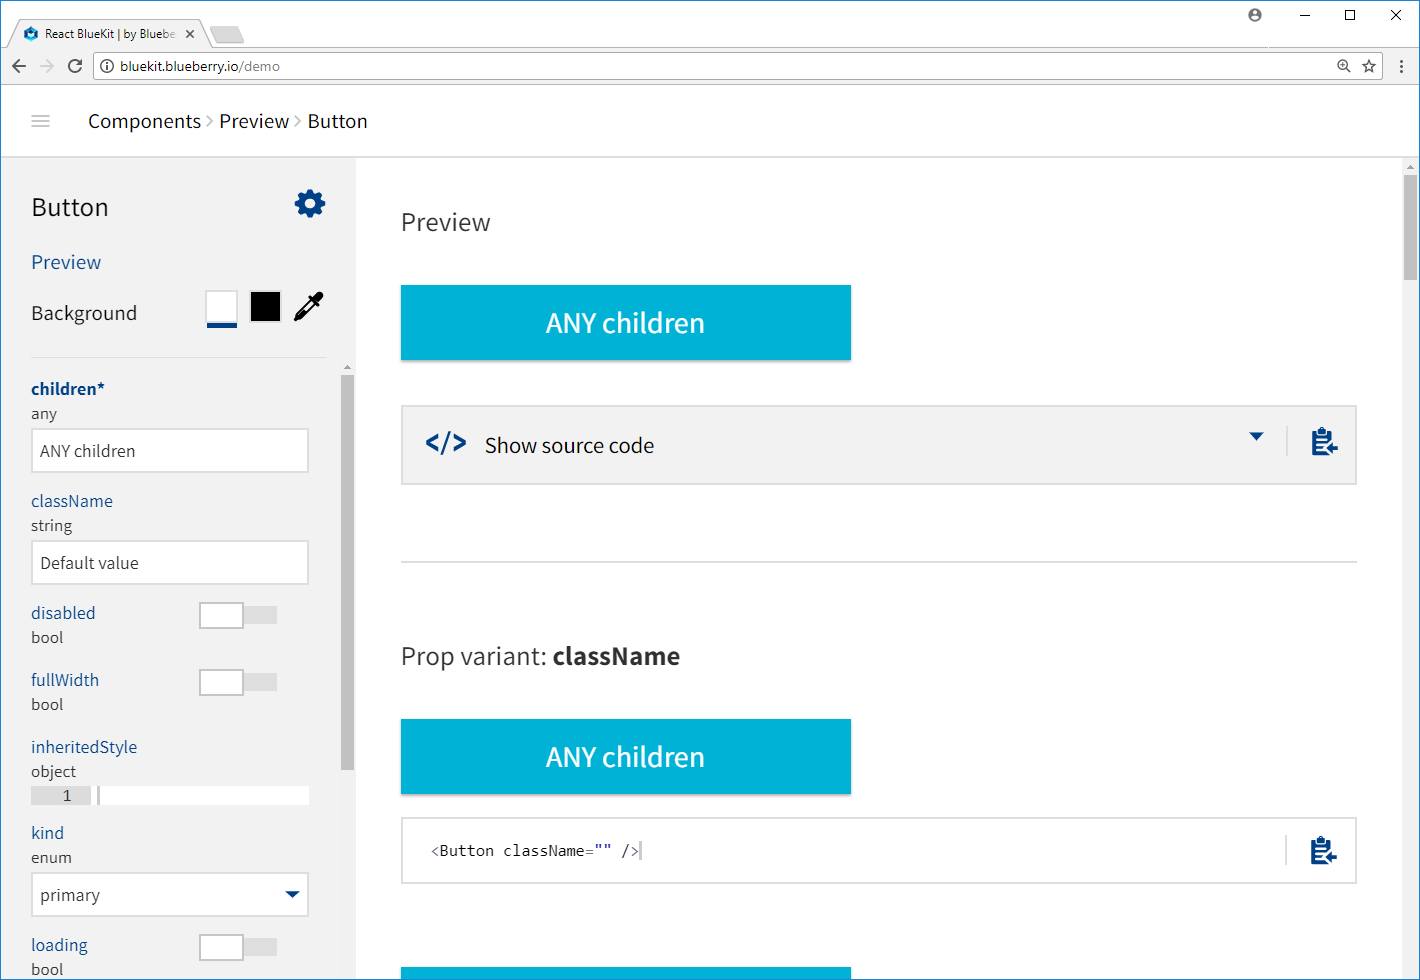 React BlueKit | by Bluebe
bluekit.blueberry.io/demo
Components Preview Button
Button
Preview
Background
children*
any
ANY children
className
string
Default value
disabled
bool
fullWidth
bool
inheritedStyle
object
1
kind
enum
primary
loading
bool
Preview
ANY children
</> Show source code
Prop variant: className
ANY children
<Button className="" />